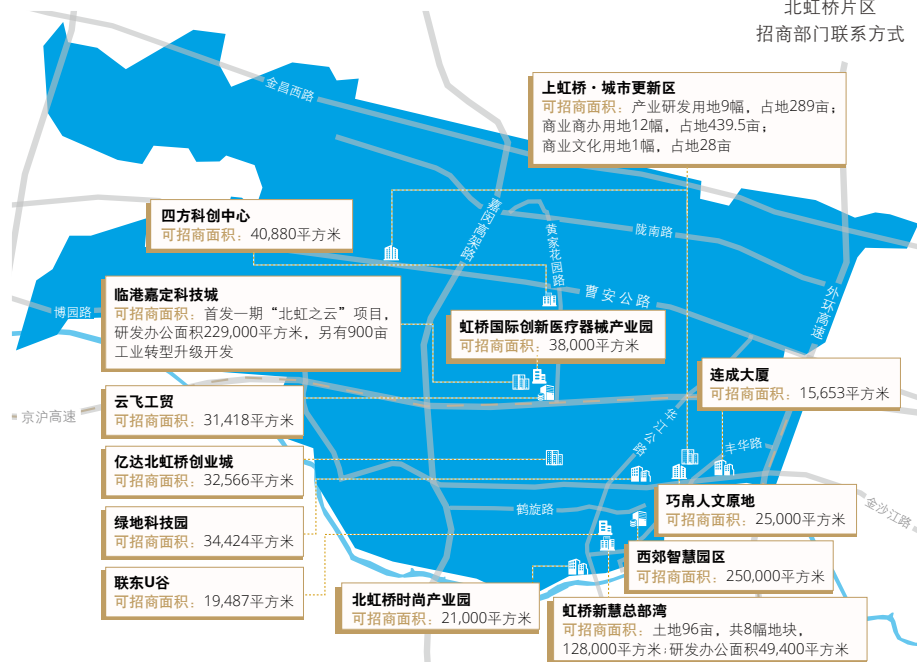 北虹桥片区
招商部门联系方式
金昌西路
上虹桥·城市更新区
可招商面积：产业研发用地9幅，占地289亩；
商业商办用地12幅，占地439.5亩；
商业文化用地1幅，占地28亩
四方科创中心
可招商面积：40,880平方米
嘉闵高架路
黄家花园路
陇南路
曹安公路
外环高速
博园路
临港嘉定科技城
可招商面积：首发一期“北虹之云”项目，
研发办公面积229,000平方米，另有900亩
工业转型升级开发
虹桥国际创新医疗器械产业园
可招商面积：38,000平方米
连成大厦
可招商面积：15,653平方米
京沪高速
云飞工贸
可招商面积：31,418平方米
华江公路
丰华路
亿达北虹桥创业城
可招商面积：32,566平方米
巧帛人文原地
可招商面积：25,000平方米
金沙江路
鹤旋路
绿地科技园
可招商面积：34,424平方米
西郊智慧园区
可招商面积：250,000平方米
联东U谷
可招商面积：19,487平方米
北虹桥时尚产业园
可招商面积：21,000平方米
虹桥新慧总部湾
可招商面积：土地96亩，共8幅地块，
128,000平方米；研发办公面积49,400平方米